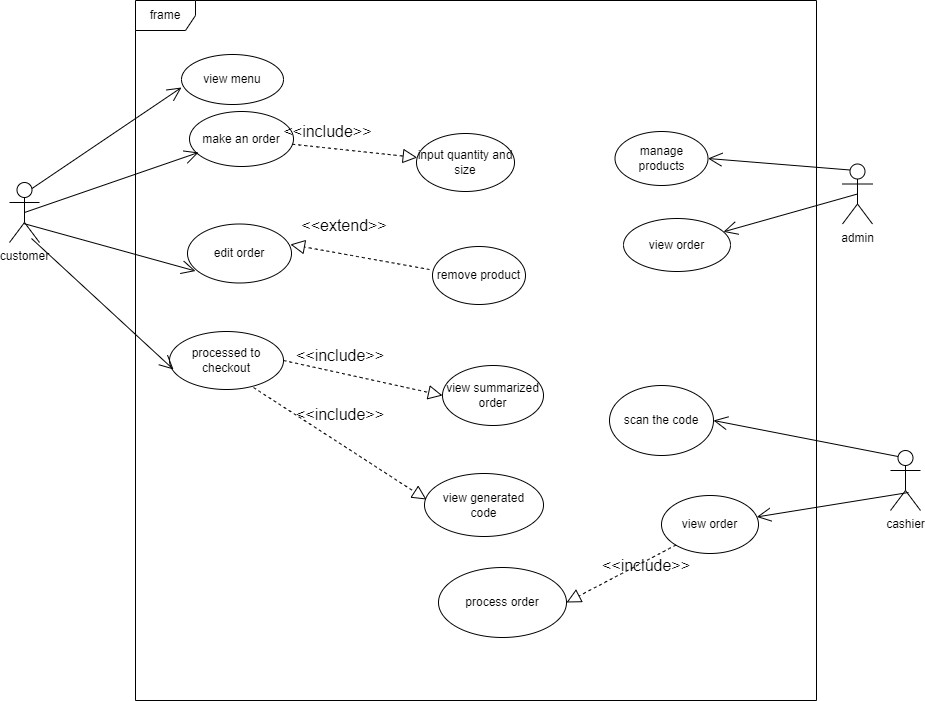 frame
view menu
make an order
<<include>>
input quantity and
size
manage
products
customer
admin
<<extend>>
edit order
view order
remove product
processed to
checkout
<<include>>
view summarized
order
<<include>>
scan the code
view generated
code
view order
cashier
<<include>>
process order